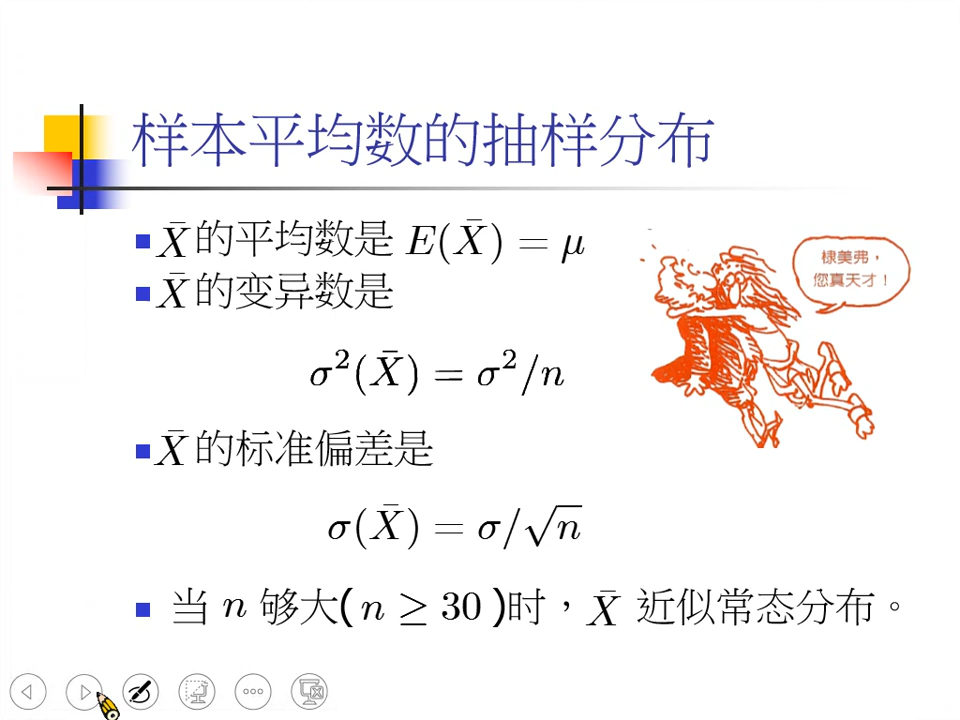 样本平均数的抽样分布
X̄ 的平均数是 E(X̄) = μ
X̄ 的变异数是
σ²(X̄) = σ²/n
X̄ 的标准偏差是
σ(X̄) = σ/√n
当 n 够大( n ≥ 30 )时，X̄ 近似常态分布。
棣美弗，
您真天才！